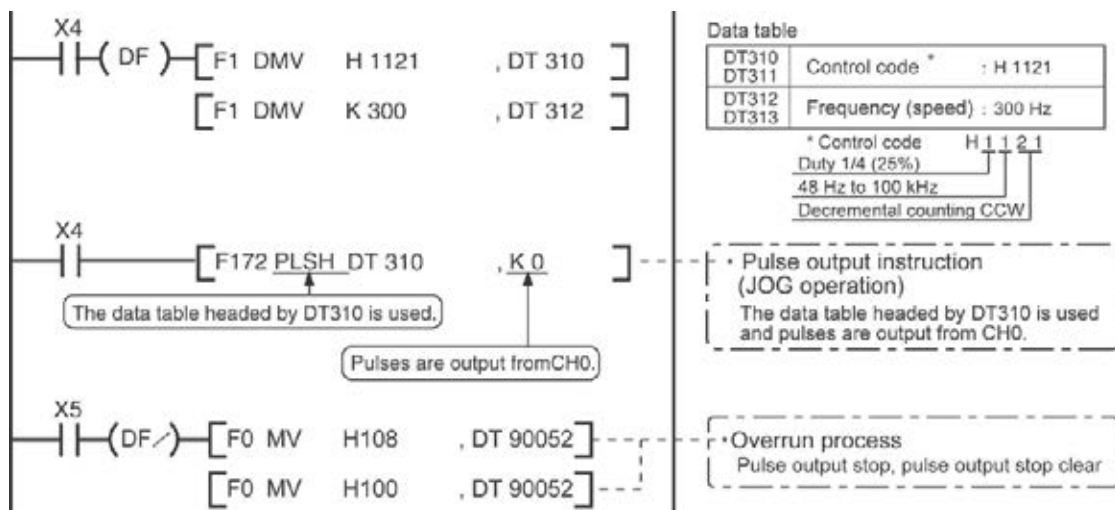 X4
( DF ) [ F1 DMV H 1121 , DT 310 ]
[ F1 DMV K 300 , DT 312 ]
X4
[ F172 PLSH DT 310 , K 0 ]
The data table headed by DT310 is used.
Pulses are output fromCH0.
X5
(DF/) [ F0 MV H108 , DT 90052 ]
[ F0 MV H100 , DT 90052 ]
Data table
DT310
DT311
Control code * : H 1121
DT312
DT313
Frequency (speed) : 300 Hz
* Control code H 1 1 2 1
Duty 1/4 (25%)
48 Hz to 100 kHz
Decremental counting CCW
・Pulse output instruction
(JOG operation)
The data table headed by DT310 is used
and pulses are output from CH0.
・Overrun process
Pulse output stop, pulse output stop clear